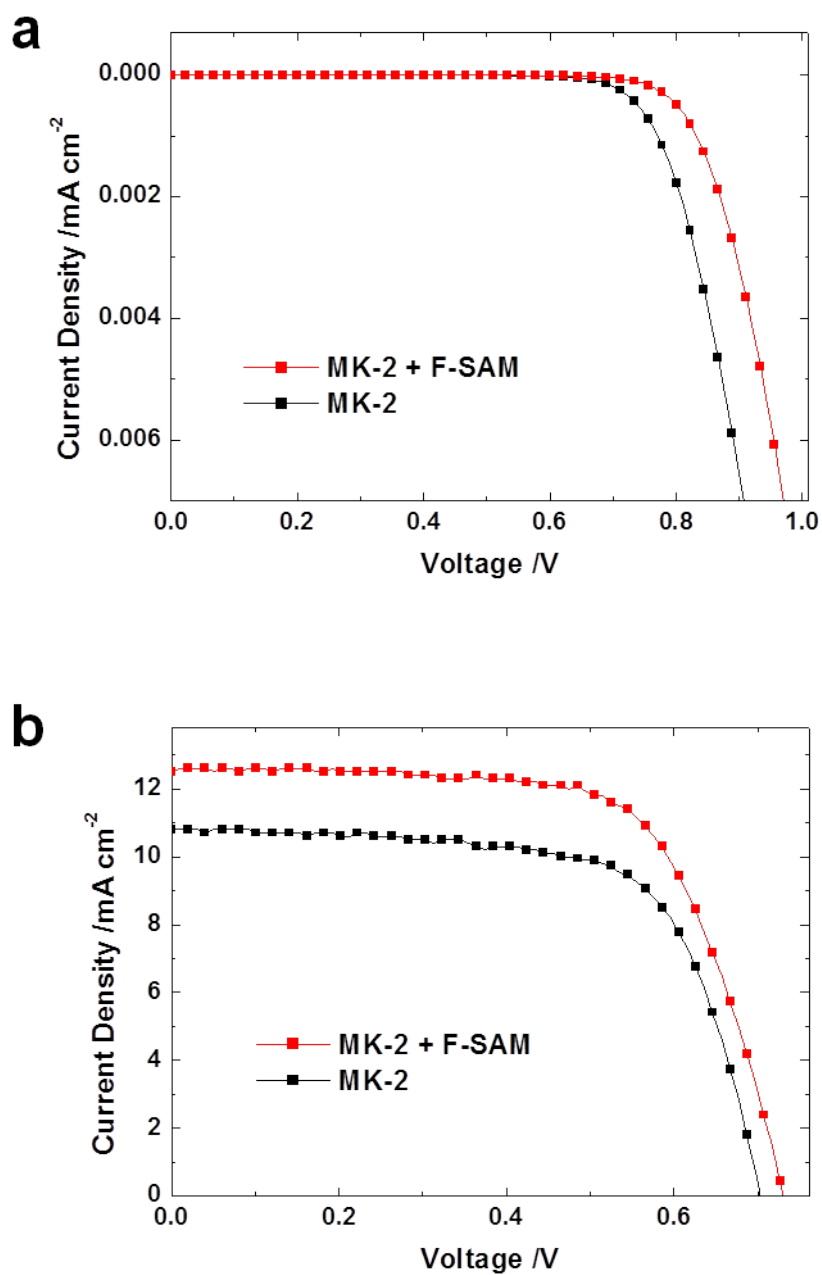 a
0.000
0.002
0.004
0.006
Current Density /mA cm-2
MK-2 + F-SAM
MK-2
0.0 0.2 0.4 0.6 0.8 1.0
Voltage /V
b
12
10
8
6
4
2
0
Current Density /mA cm-2
MK-2 + F-SAM
MK-2
0.0 0.2 0.4 0.6
Voltage /V